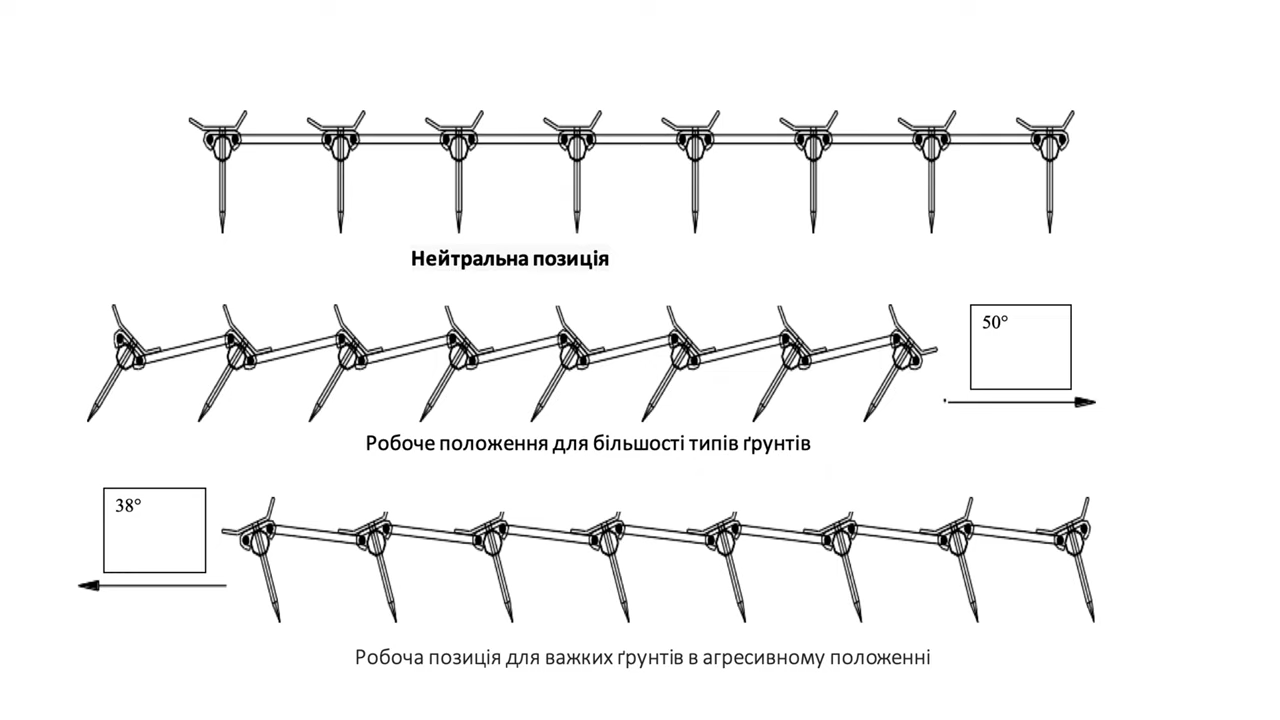 Нейтральна позиція
50°
Робоче положення для більшості типів ґрунтів
38°
Робоча позиція для важких ґрунтів в агресивному положенні